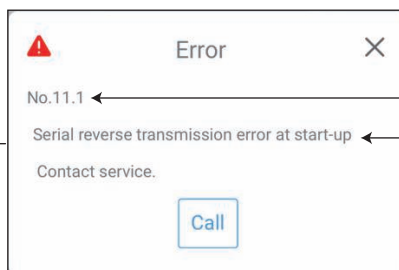 Error
No.11.1
Serial reverse transmission error at start-up
Contact service.
Call